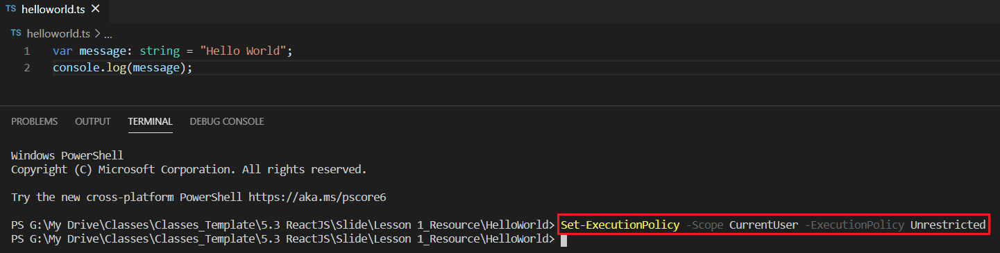 TS helloworld.ts ×
TS helloworld.ts > ...
1 var message: string = "Hello World";
2 console.log(message);
PROBLEMS OUTPUT TERMINAL DEBUG CONSOLE
Windows PowerShell
Copyright (C) Microsoft Corporation. All rights reserved.
Try the new cross-platform PowerShell https://aka.ms/pscore6
PS G:\My Drive\Classes\Classes_Template\5.3 ReactJS\Slide\Lesson 1_Resource\HelloWorld> Set-ExecutionPolicy -Scope CurrentUser -ExecutionPolicy Unrestricted
PS G:\My Drive\Classes\Classes_Template\5.3 ReactJS\Slide\Lesson 1_Resource\HelloWorld>